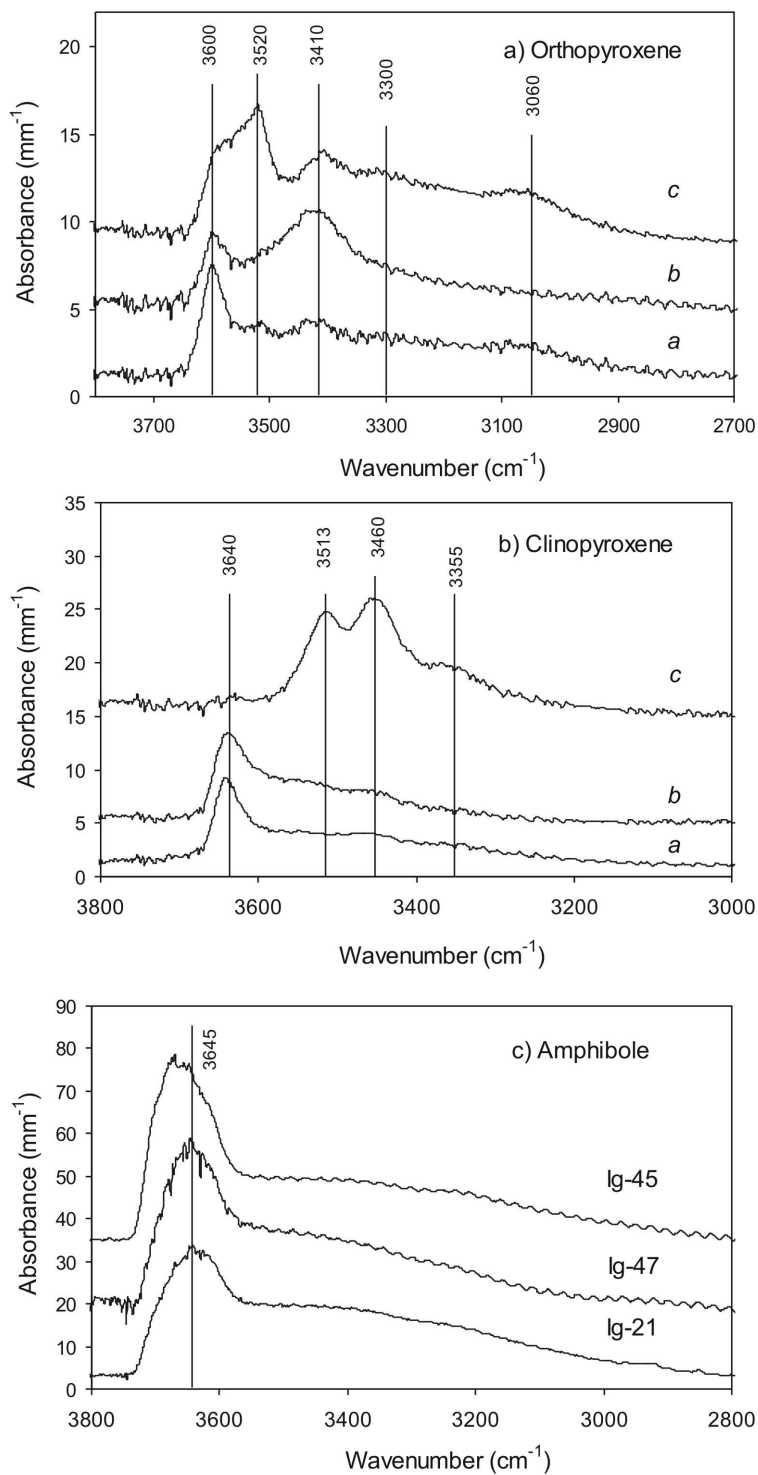 a) Orthopyroxene
3600
3520
3410
3300
3060
Absorbance (mm-1)
20
15
10
5
0
c
b
a
3700 3500 3300 3100 2900 2700
Wavenumber (cm-1)
b) Clinopyroxene
3640
3513
3460
3355
Absorbance (mm-1)
35
30
25
20
15
10
5
0
c
b
a
3800 3600 3400 3200 3000
Wavenumber (cm-1)
c) Amphibole
3645
Absorbance (mm-1)
90
80
70
60
50
40
30
20
10
0
Ig-45
Ig-47
Ig-21
3800 3600 3400 3200 3000 2800
Wavenumber (cm-1)